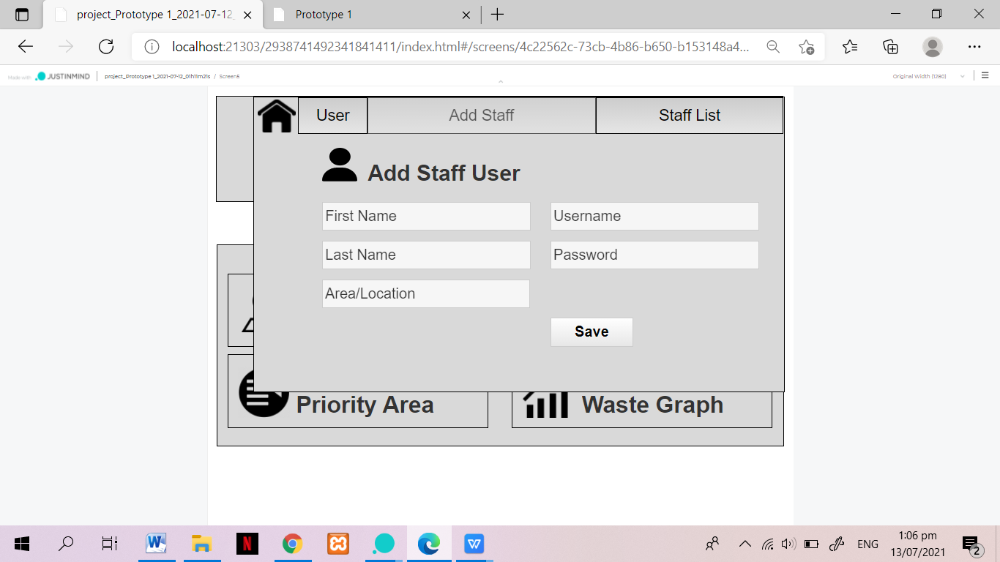 project_Prototype 1_2021-07-12_
Prototype 1
localhost:21303/2938741492341841411/index.html#/screens/4c22562c-73cb-4b86-b650-b153148a4...
Made with JUSTINMIND project_Prototype 1_2021-07-12_01h11m21s / Screen5
Original Width (1280)
User
Add Staff
Staff List
Add Staff User
First Name
Username
Last Name
Password
Area/Location
Save
Priority Area
Waste Graph
W
N
W
ENG
1:06 pm
13/07/2021
2